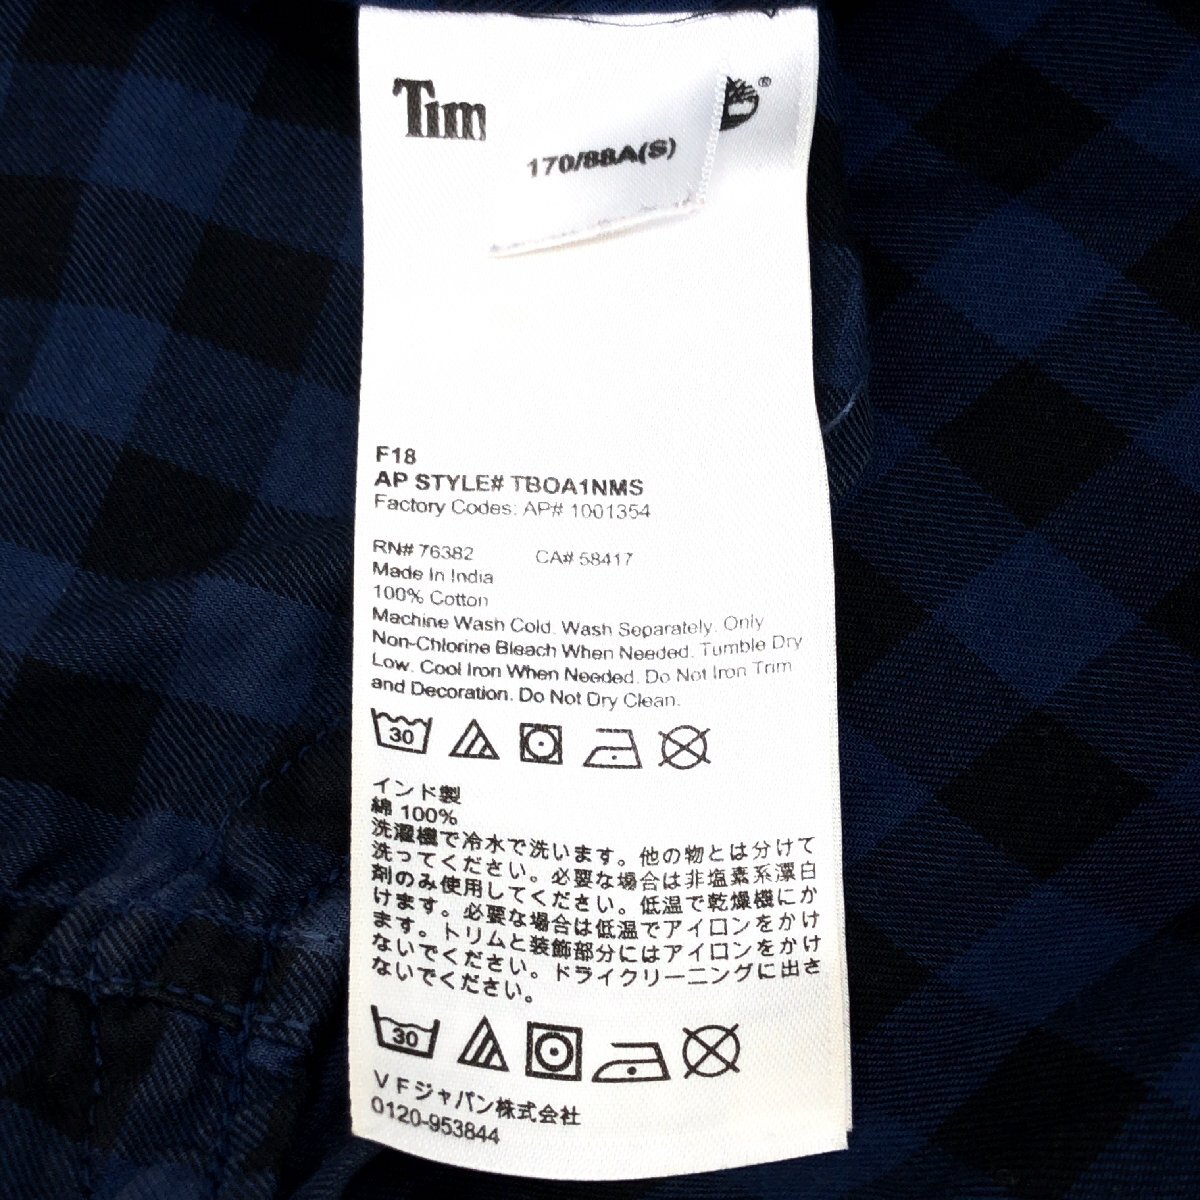 Tim
®
170/88A(S)
F18
AP STYLE# TBOA1NMS
Factory Codes: AP# 1001354
RN# 76382 CA# 58417
Made In India
100% Cotton
Machine Wash Cold. Wash Separately. Only
Non-Chlorine Bleach When Needed. Tumble Dry
Low. Cool Iron When Needed. Do Not Iron Trim
and Decoration. Do Not Dry Clean.
30
インド製
綿 100%
洗濯機で冷水で洗います。他の物とは分けて
洗ってください。必要な場合は非塩素系漂白
剤のみ使用してください。低温で乾燥機にか
けます。必要な場合は低温でアイロンをかけ
ます。トリムと装飾部分にはアイロンをかけ
ないでください。ドライクリーニングに出さ
ないでください。
30
ＶＦジャパン株式会社
0120-953844